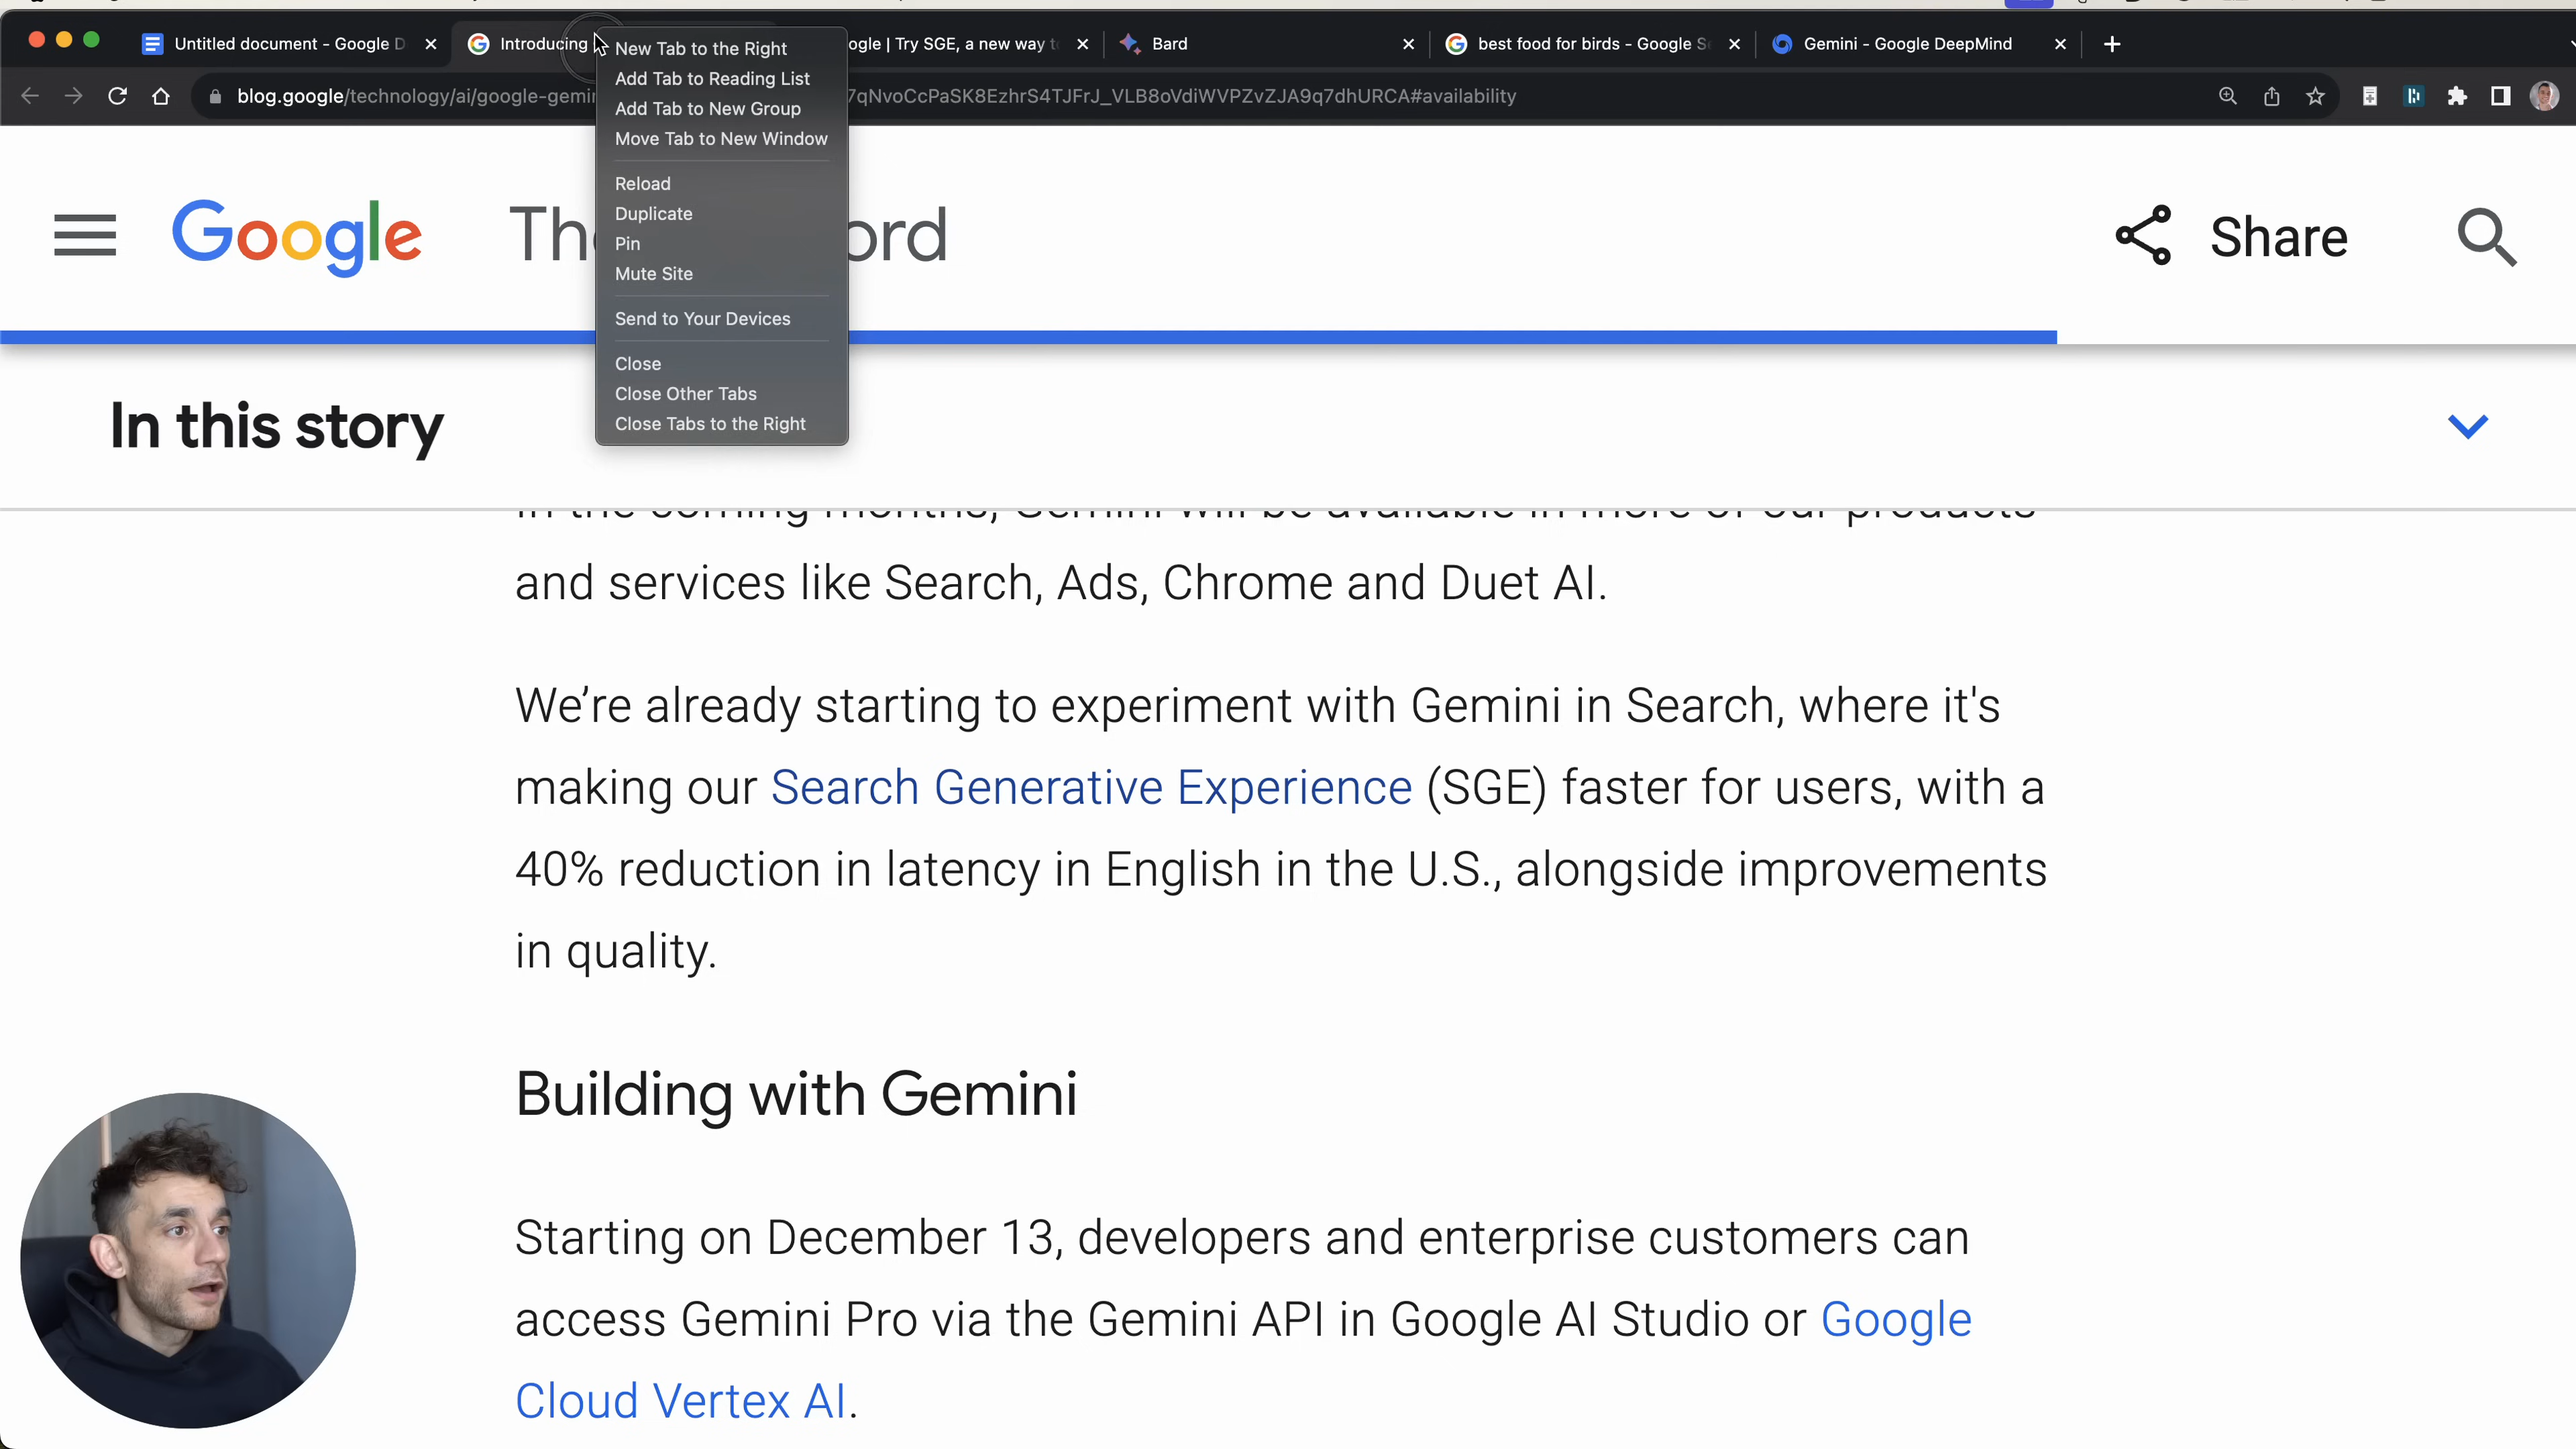 Untitled document - Google D
Introducing
ogle | Try SGE, a new way to
Bard
best food for birds - Google Se
Gemini - Google DeepMind
blog.google/technology/ai/google-gemin
7qNvoCcPaSK8EzhrS4TJFrJ_VLB8oVdiWVPZvZJA9q7dhURCA#availability
New Tab to the Right
Add Tab to Reading List
Add Tab to New Group
Move Tab to New Window
Reload
Duplicate
Pin
Mute Site
Send to Your Devices
Close
Close Other Tabs
Close Tabs to the Right
Google
The
ord
Share
In this story
In the coming months, Gemini will be available in more of our products
and services like Search, Ads, Chrome and Duet AI.
We’re already starting to experiment with Gemini in Search, where it's
making our Search Generative Experience (SGE) faster for users, with a
40% reduction in latency in English in the U.S., alongside improvements
in quality.
Building with Gemini
Starting on December 13, developers and enterprise customers can
access Gemini Pro via the Gemini API in Google AI Studio or Google
Cloud Vertex AI.